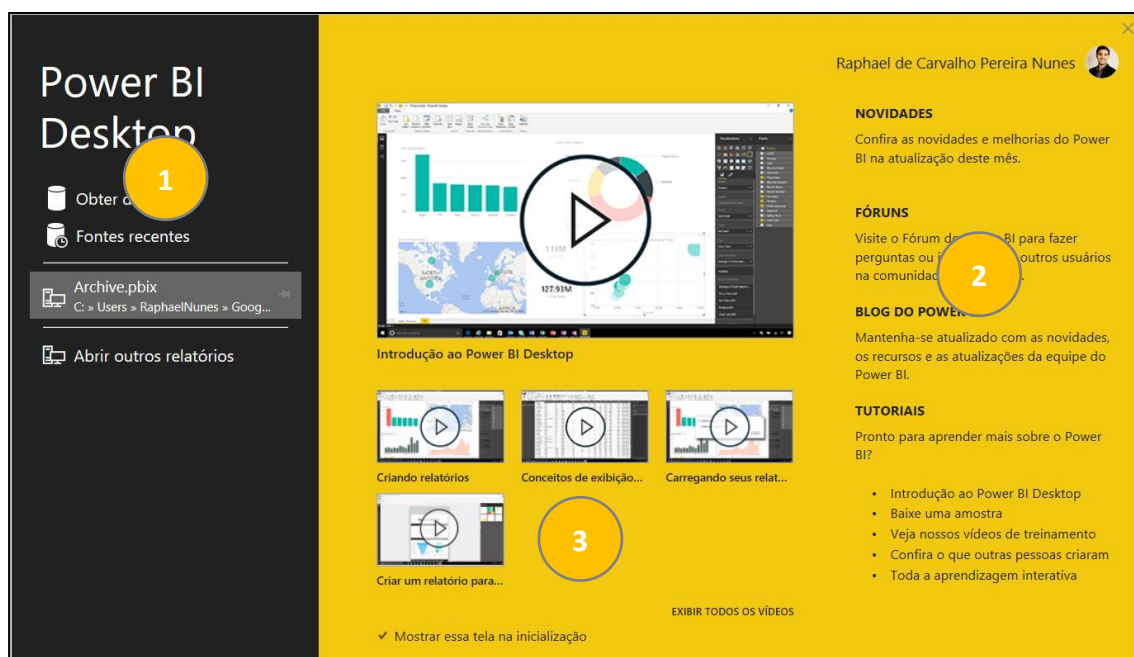 Power BI
Desktop
1
Obter d
Fontes recentes
Archive.pbix
C: » Users » RaphaelNunes » Goog...
Abrir outros relatórios
Introdução ao Power BI Desktop
Criando relatórios
Conceitos de exibição...
Carregando seus relat...
Criar um relatório para...
3
EXIBIR TODOS OS VÍDEOS
Mostrar essa tela na inicialização
Raphael de Carvalho Pereira Nunes
NOVIDADES
Confira as novidades e melhorias do Power
BI na atualização deste mês.
FÓRUNS
Visite o Fórum do BI para fazer
perguntas ou outros usuários
na comunidade
2
BLOG DO POWER
Mantenha-se atualizado com as novidades,
os recursos e as atualizações da equipe do
Power BI.
TUTORIAIS
Pronto para aprender mais sobre o Power
BI?
• Introdução ao Power BI Desktop
• Baixe uma amostra
• Veja nossos vídeos de treinamento
• Confira o que outras pessoas criaram
• Toda a aprendizagem interativa